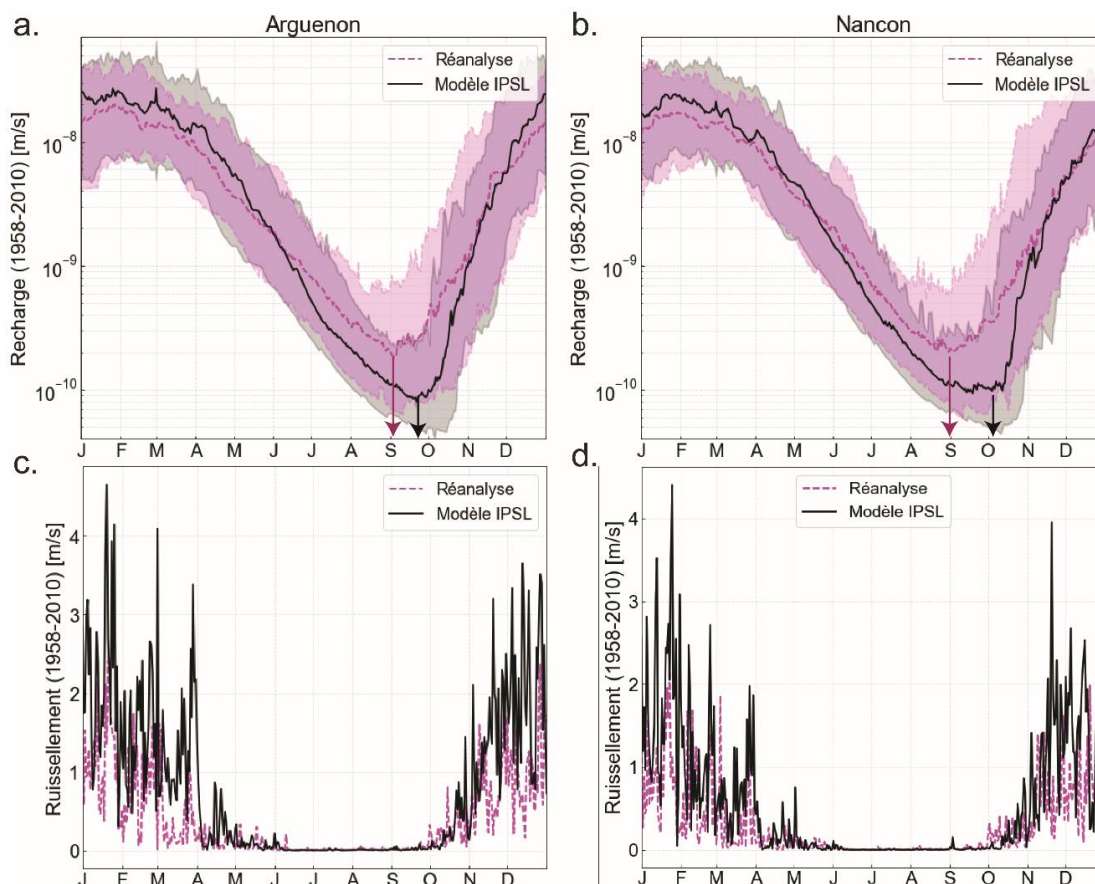 a.
Arguenon
Réanalyse
Modèle IPSL
Recharge (1958-2010) [m/s]
10⁻⁸
10⁻⁹
10⁻¹⁰
J F M A M J J A S O N D
b.
Nancon
Réanalyse
Modèle IPSL
Recharge (1958-2010) [m/s]
10⁻⁸
10⁻⁹
10⁻¹⁰
J F M A M J J A S O N D
c.
Réanalyse
Modèle IPSL
Ruissellement (1958-2010) [m/s]
4
3
2
1
0
J F M A M J J A S O N D
d.
Réanalyse
Modèle IPSL
Ruissellement (1958-2010) [m/s]
4
3
2
1
0
J F M A M J J A S O N D